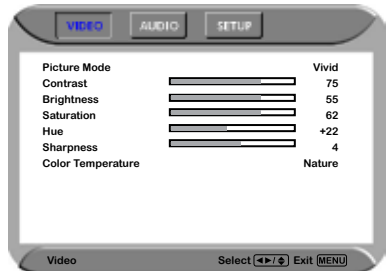 VIDEO AUDIO SETUP
Picture Mode Vivid
Contrast 75
Brightness 55
Saturation 62
Hue +22
Sharpness 4
Color Temperature Nature
Video Select ◄►/◆ Exit MENU